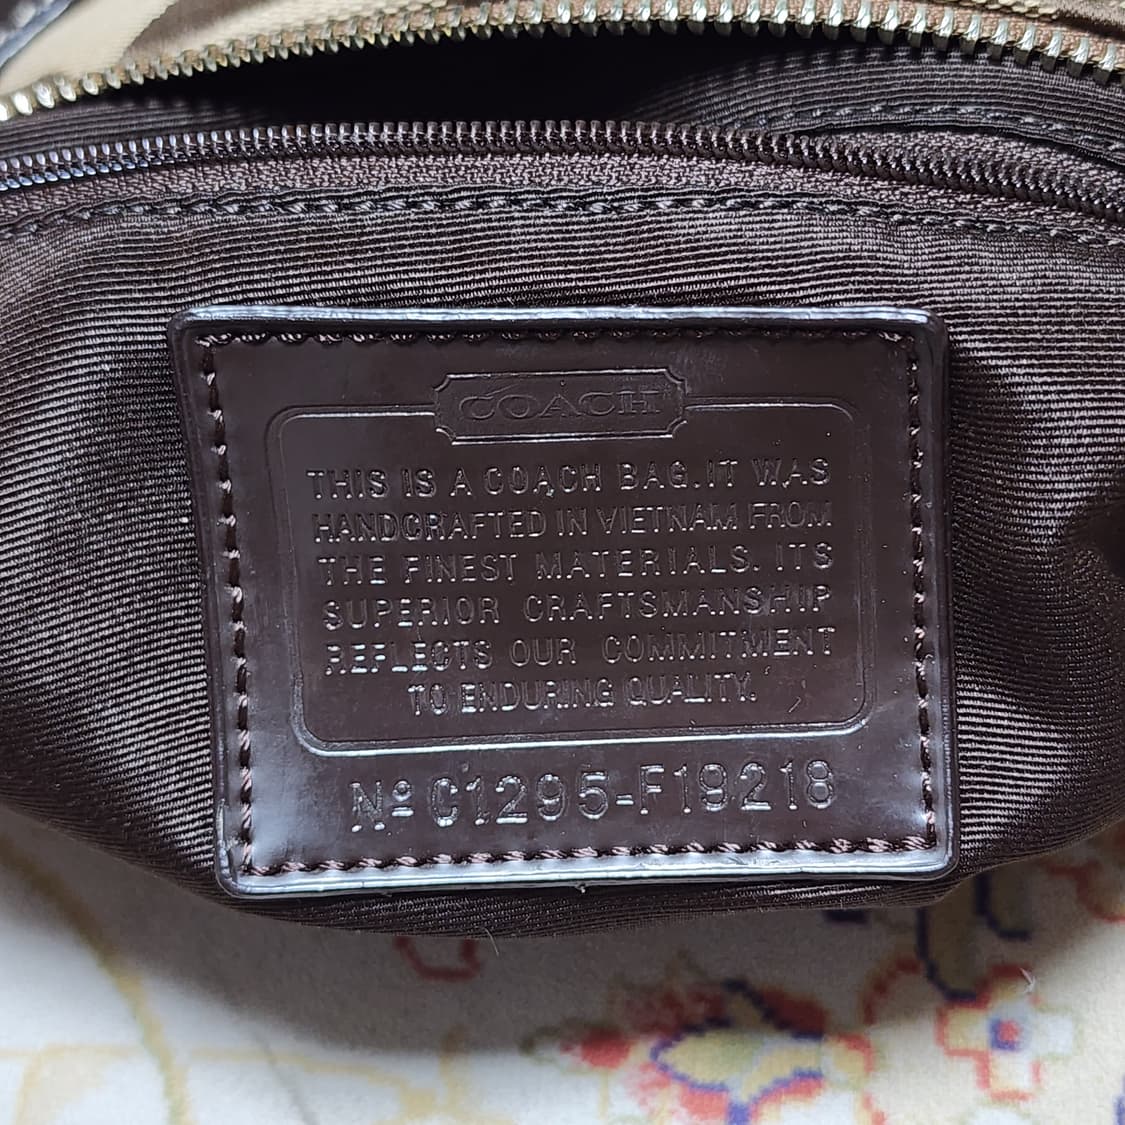 COACH
THIS IS A COACH BAG. IT WAS
HANDCRAFTED IN VIETNAM FROM
THE FINEST MATERIALS. ITS
SUPERIOR CRAFTSMANSHIP
REFLECTS OUR COMMITMENT
TO ENDURING QUALITY.
Nº C1295-F19218